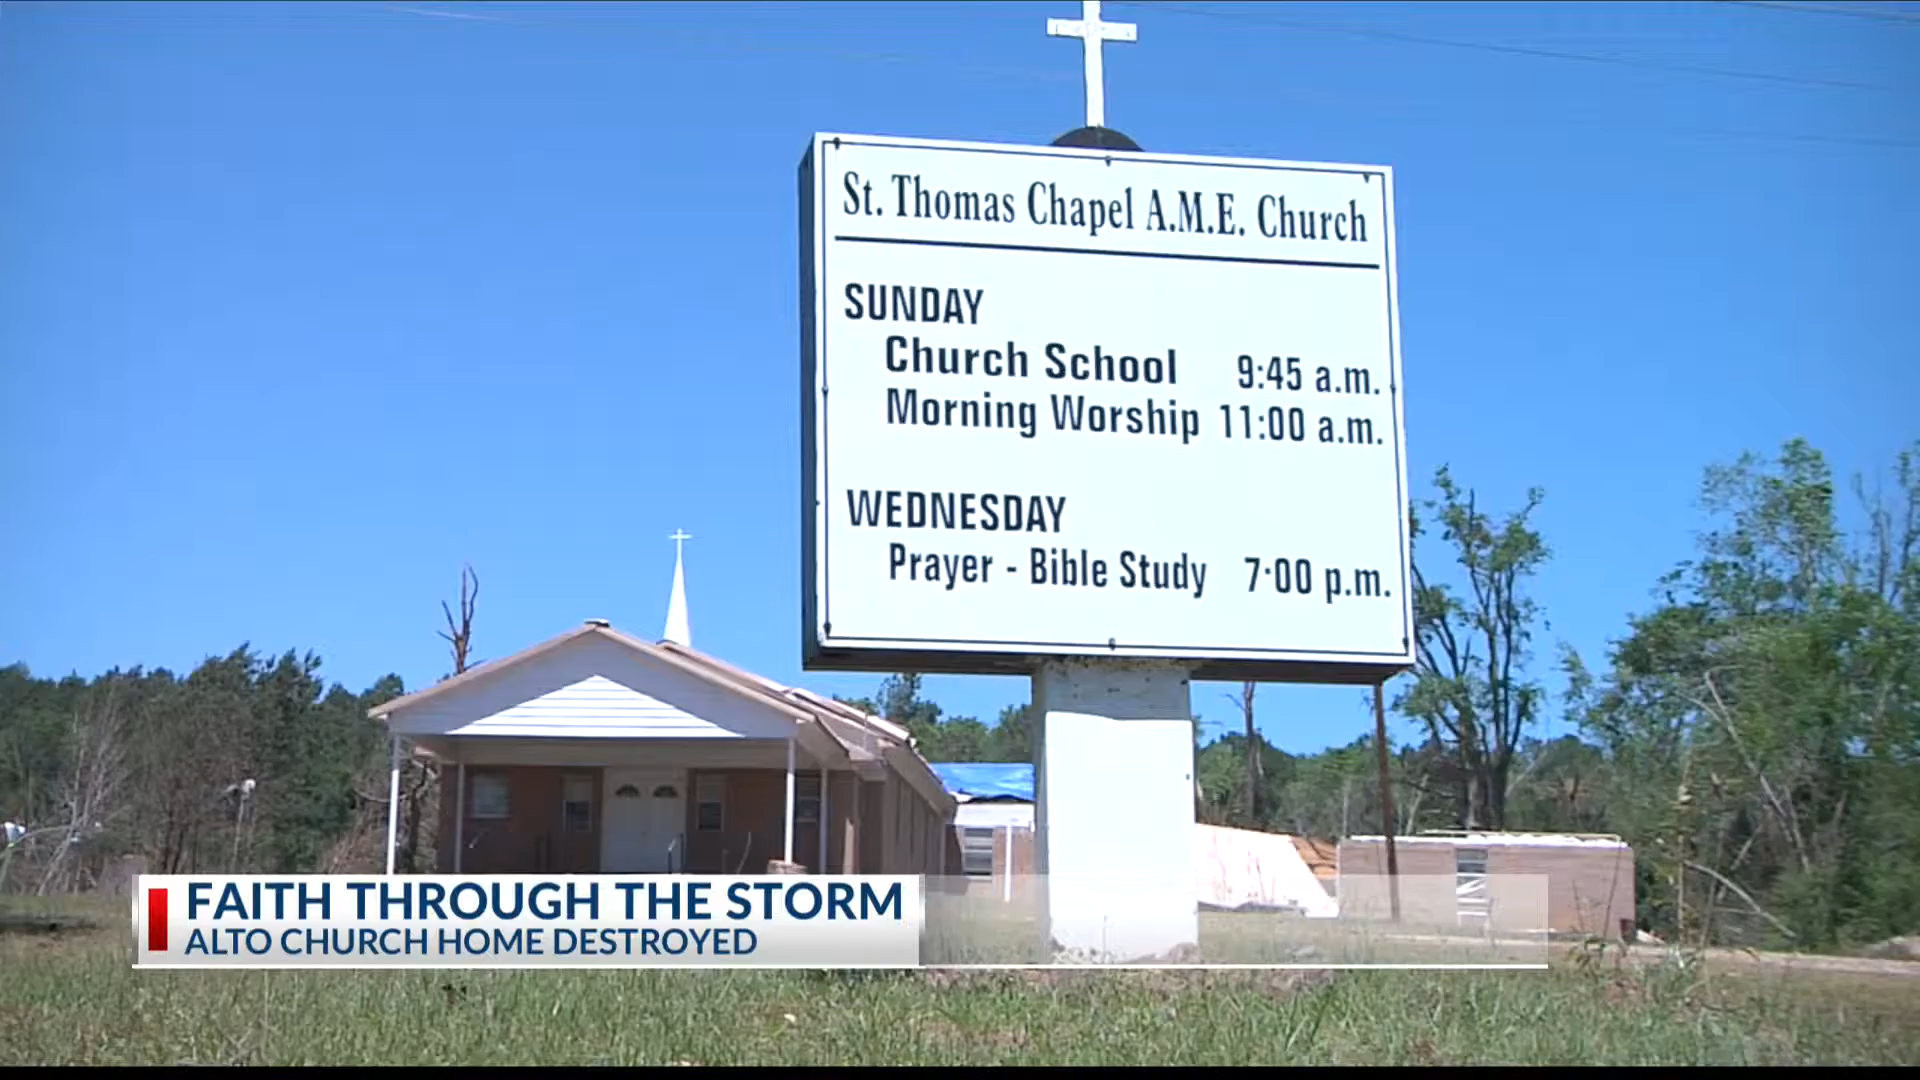 St. Thomas Chapel A.M.E. Church
SUNDAY
Church School 9:45 a.m.
Morning Worship 11:00 a.m.
WEDNESDAY
Prayer - Bible Study 7:00 p.m.
FAITH THROUGH THE STORM
ALTO CHURCH HOME DESTROYED